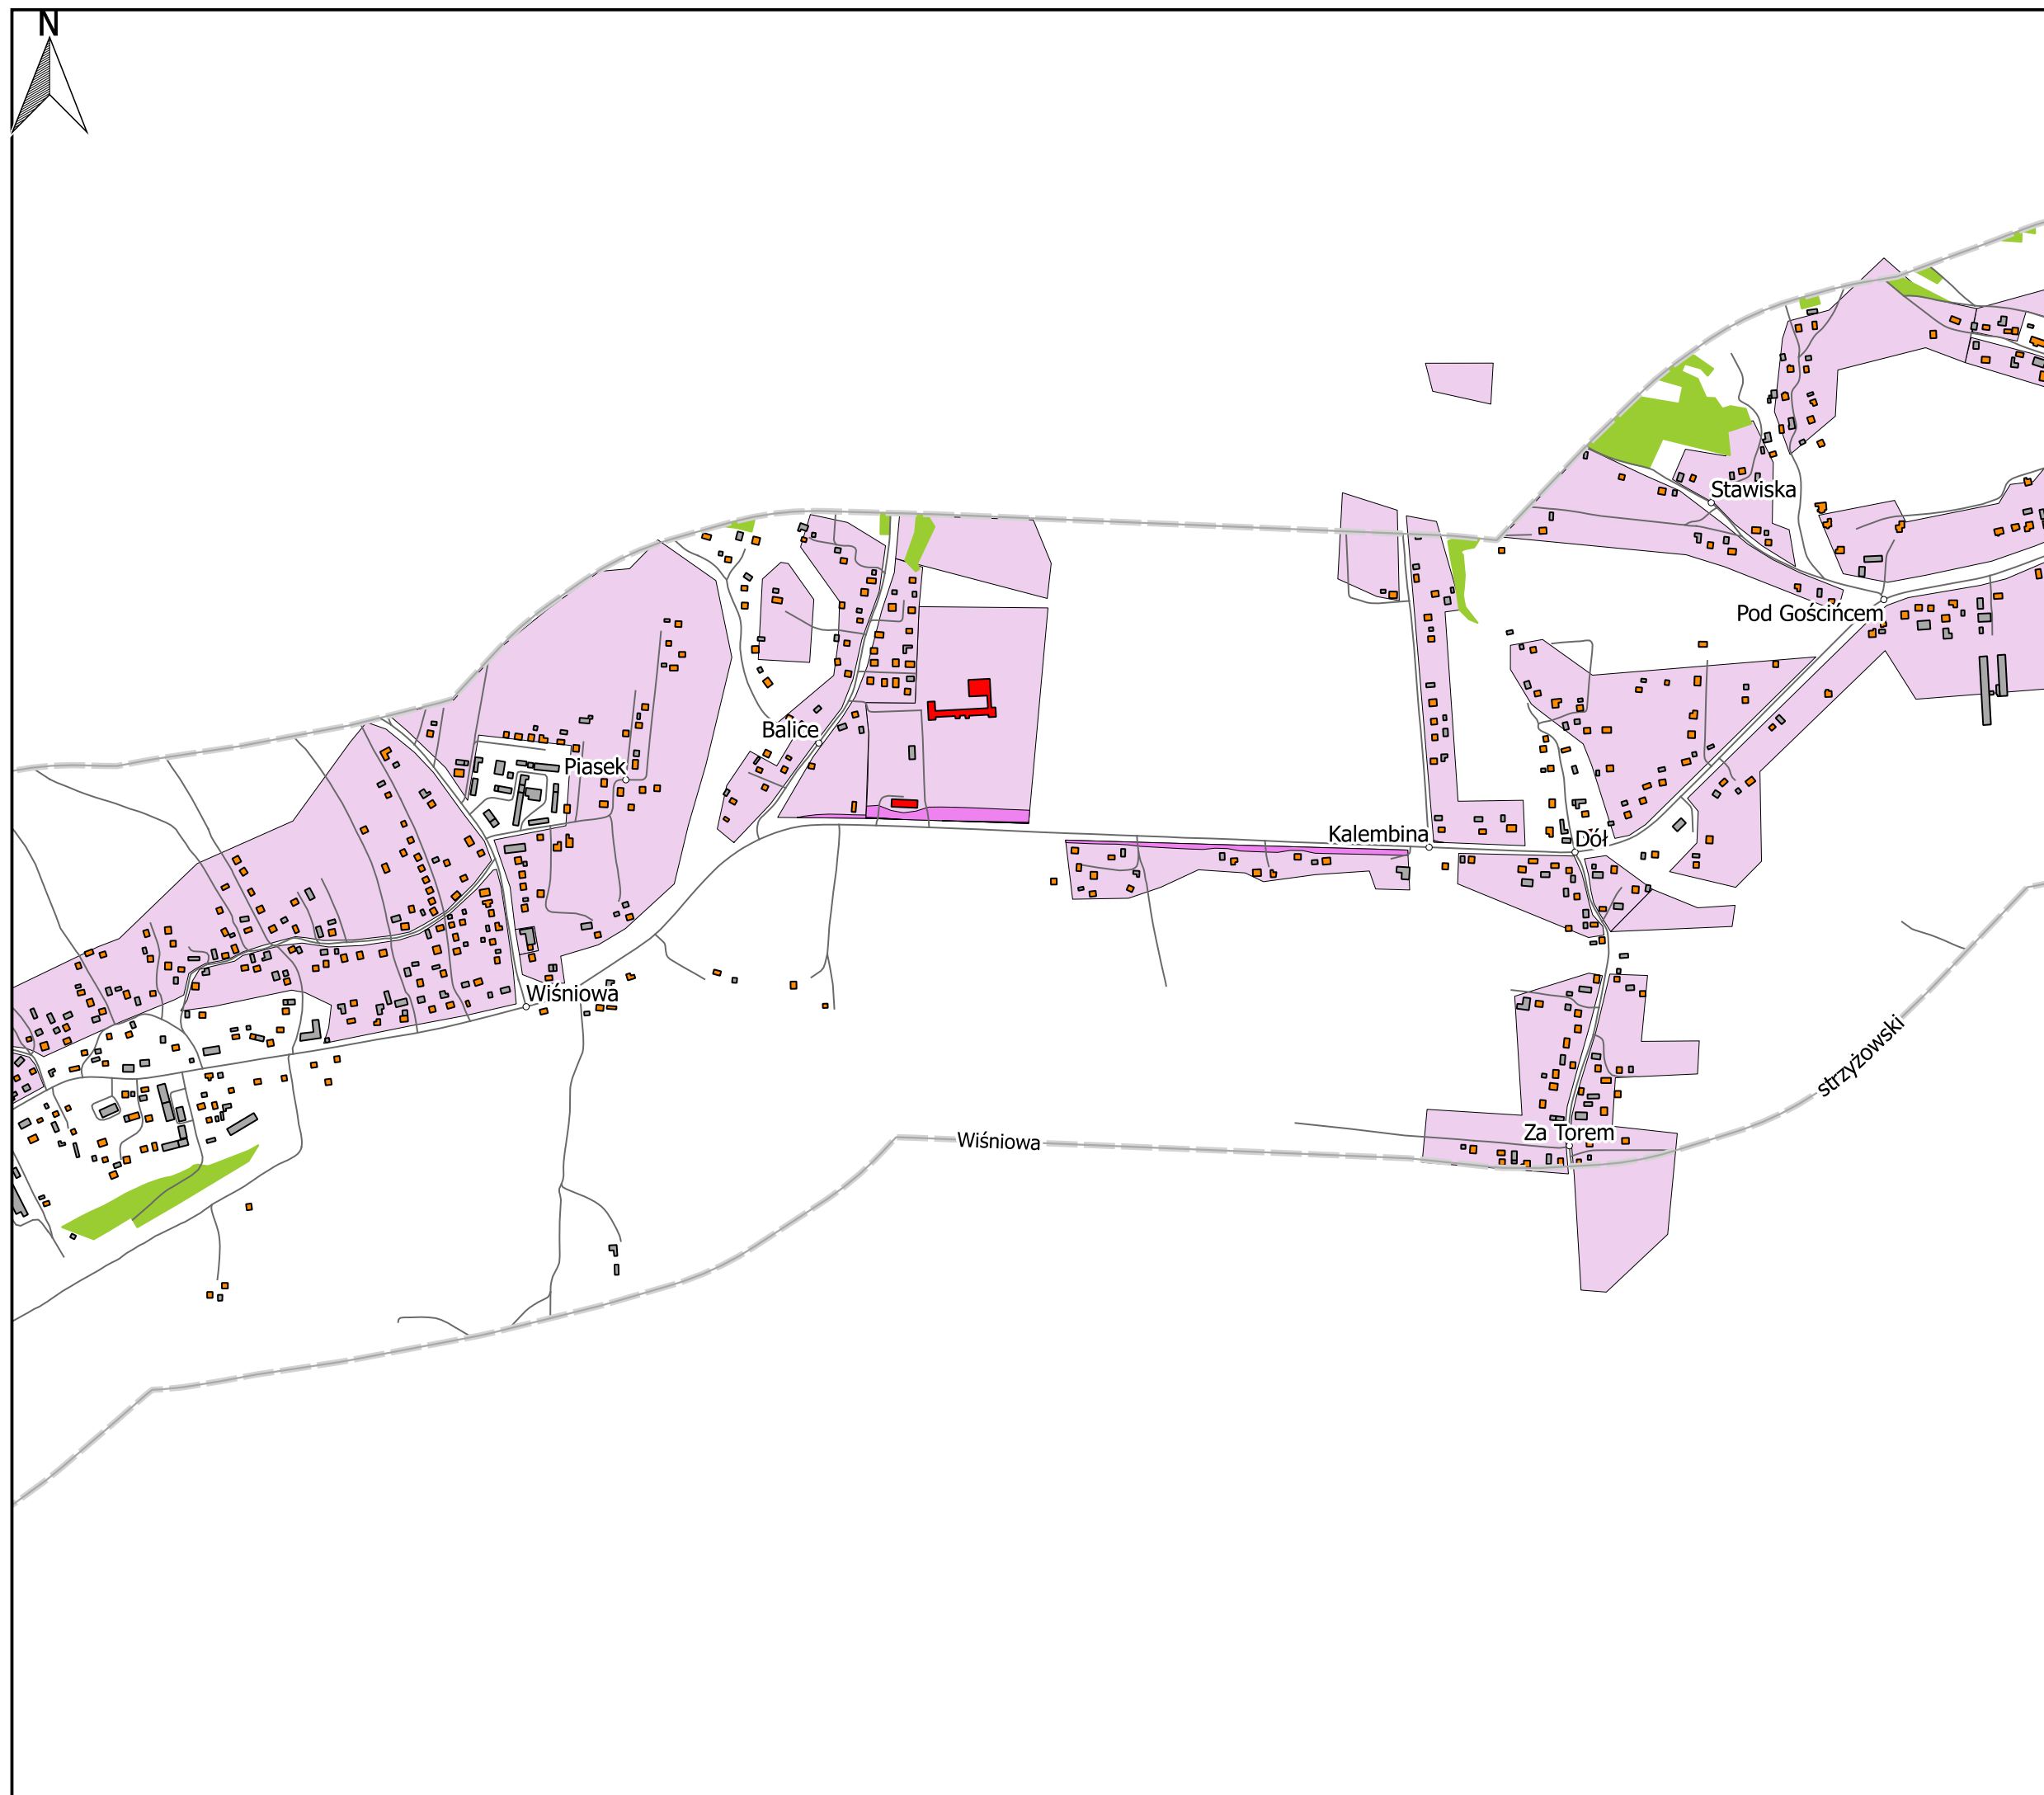 N
Stawiska
Pod Gościńcem
Balice
Piasek
Kalembina
Dół
Wiśniowa
strzyżowski
Za Torem
Wiśniowa